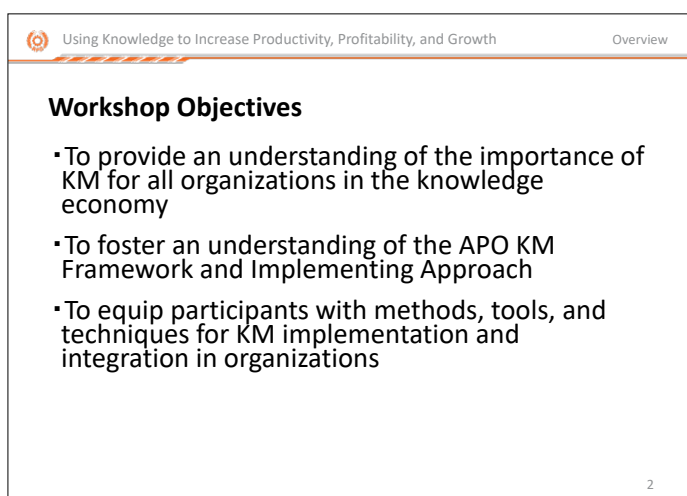 Using Knowledge to Increase Productivity, Profitability, and Growth Overview
Workshop Objectives
▪To provide an understanding of the importance of
KM for all organizations in the knowledge
economy
▪To foster an understanding of the APO KM
Framework and Implementing Approach
▪To equip participants with methods, tools, and
techniques for KM implementation and
integration in organizations
2